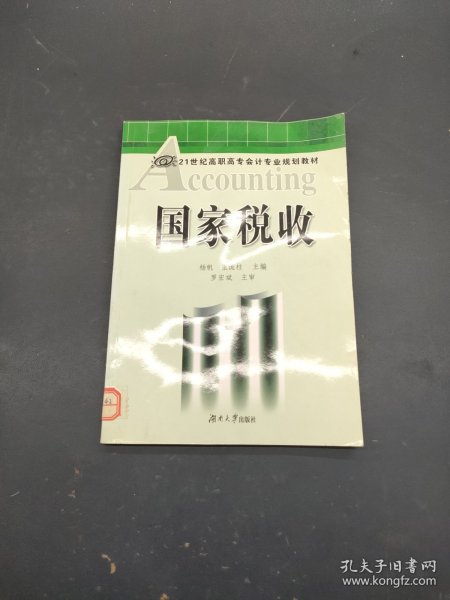 21世纪高职高专会计专业规划教材
Accounting
国家税收
杨帆 主编
罗宏斌 主审
湖南大学出版社
孔夫子旧书网
www.kongfz.com